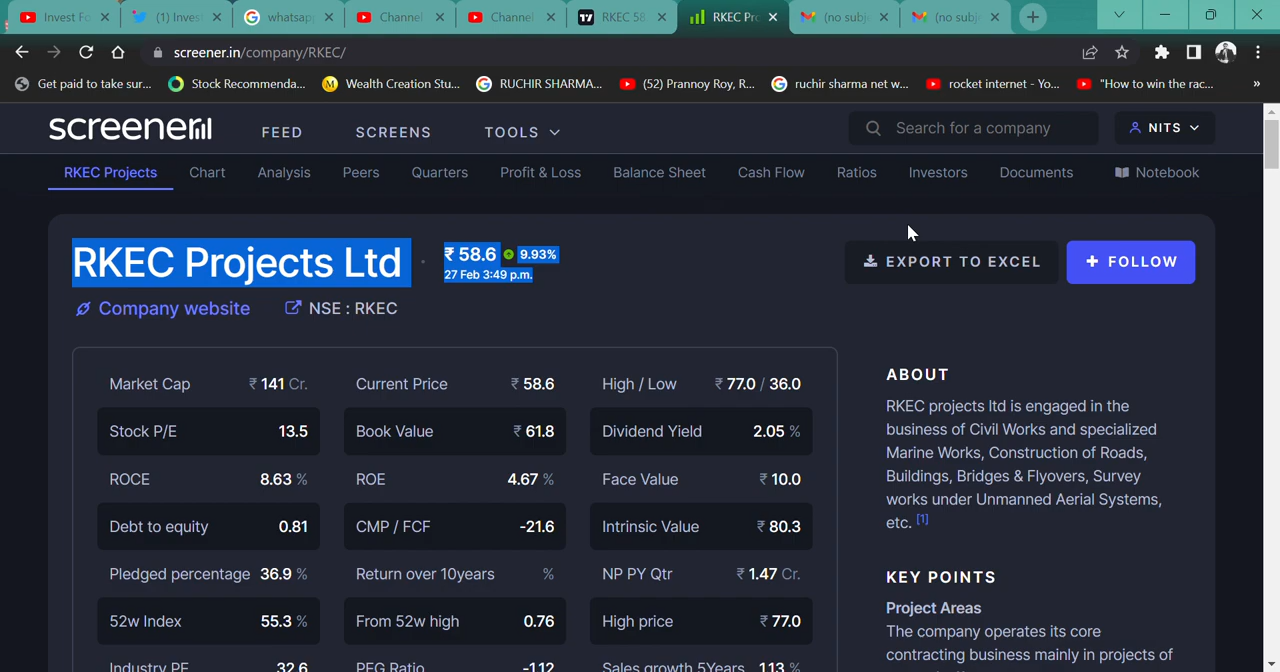 Invest Fo
(1) Inves
whatsap
Channel
Channel
RKEC 58.
RKEC Pro
(no subj
(no subj
screener.in/company/RKEC/
Get paid to take sur...
Stock Recommenda...
Wealth Creation Stu...
RUCHIR SHARMA...
(52) Prannoy Roy, R...
ruchir sharma net w...
rocket internet - Yo...
"How to win the rac...
»
screener
FEED
SCREENS
TOOLS
Search for a company
NITS
RKEC Projects
Chart
Analysis
Peers
Quarters
Profit & Loss
Balance Sheet
Cash Flow
Ratios
Investors
Documents
Notebook
RKEC Projects Ltd
₹ 58.6 9.93%
27 Feb 3:49 p.m.
EXPORT TO EXCEL
+ FOLLOW
Company website
NSE : RKEC
Market Cap ₹ 141 Cr.
Current Price ₹ 58.6
High / Low ₹ 77.0 / 36.0
Stock P/E 13.5
Book Value ₹ 61.8
Dividend Yield 2.05 %
ROCE 8.63 %
ROE 4.67 %
Face Value ₹ 10.0
Debt to equity 0.81
CMP / FCF -21.6
Intrinsic Value ₹ 80.3
Pledged percentage 36.9 %
Return over 10years %
NP PY Qtr ₹ 1.47 Cr.
52w Index 55.3 %
From 52w high 0.76
High price ₹ 77.0
Industry PE 32.6
PEG Ratio -1.12
Sales growth 5Years 1.13 %
ABOUT
RKEC projects ltd is engaged in the
business of Civil Works and specialized
Marine Works, Construction of Roads,
Buildings, Bridges & Flyovers, Survey
works under Unmanned Aerial Systems,
etc. [1]
KEY POINTS
Project Areas
The company operates its core
contracting business mainly in projects of